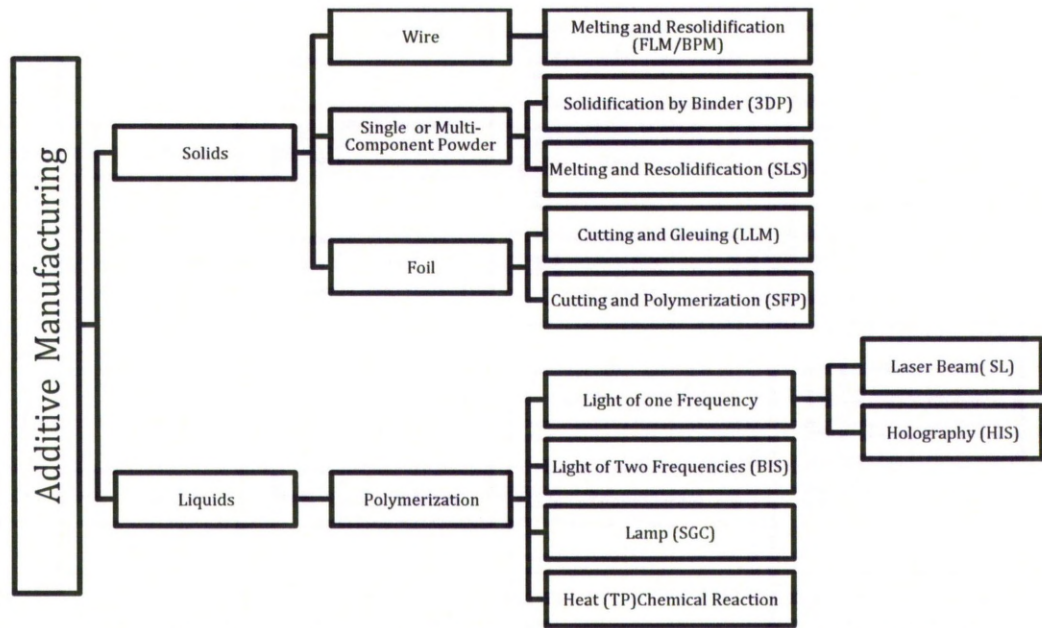 Additive Manufacturing
Solids
Wire
Melting and Resolidification
(FLM/BPM)
Single or Multi-
Component Powder
Solidification by Binder (3DP)
Melting and Resolidification (SLS)
Foil
Cutting and Gleuing (LLM)
Cutting and Polymerization (SFP)
Liquids
Polymerization
Light of one Frequency
Laser Beam( SL)
Holography (HIS)
Light of Two Frequencies (BIS)
Lamp (SGC)
Heat (TP)Chemical Reaction